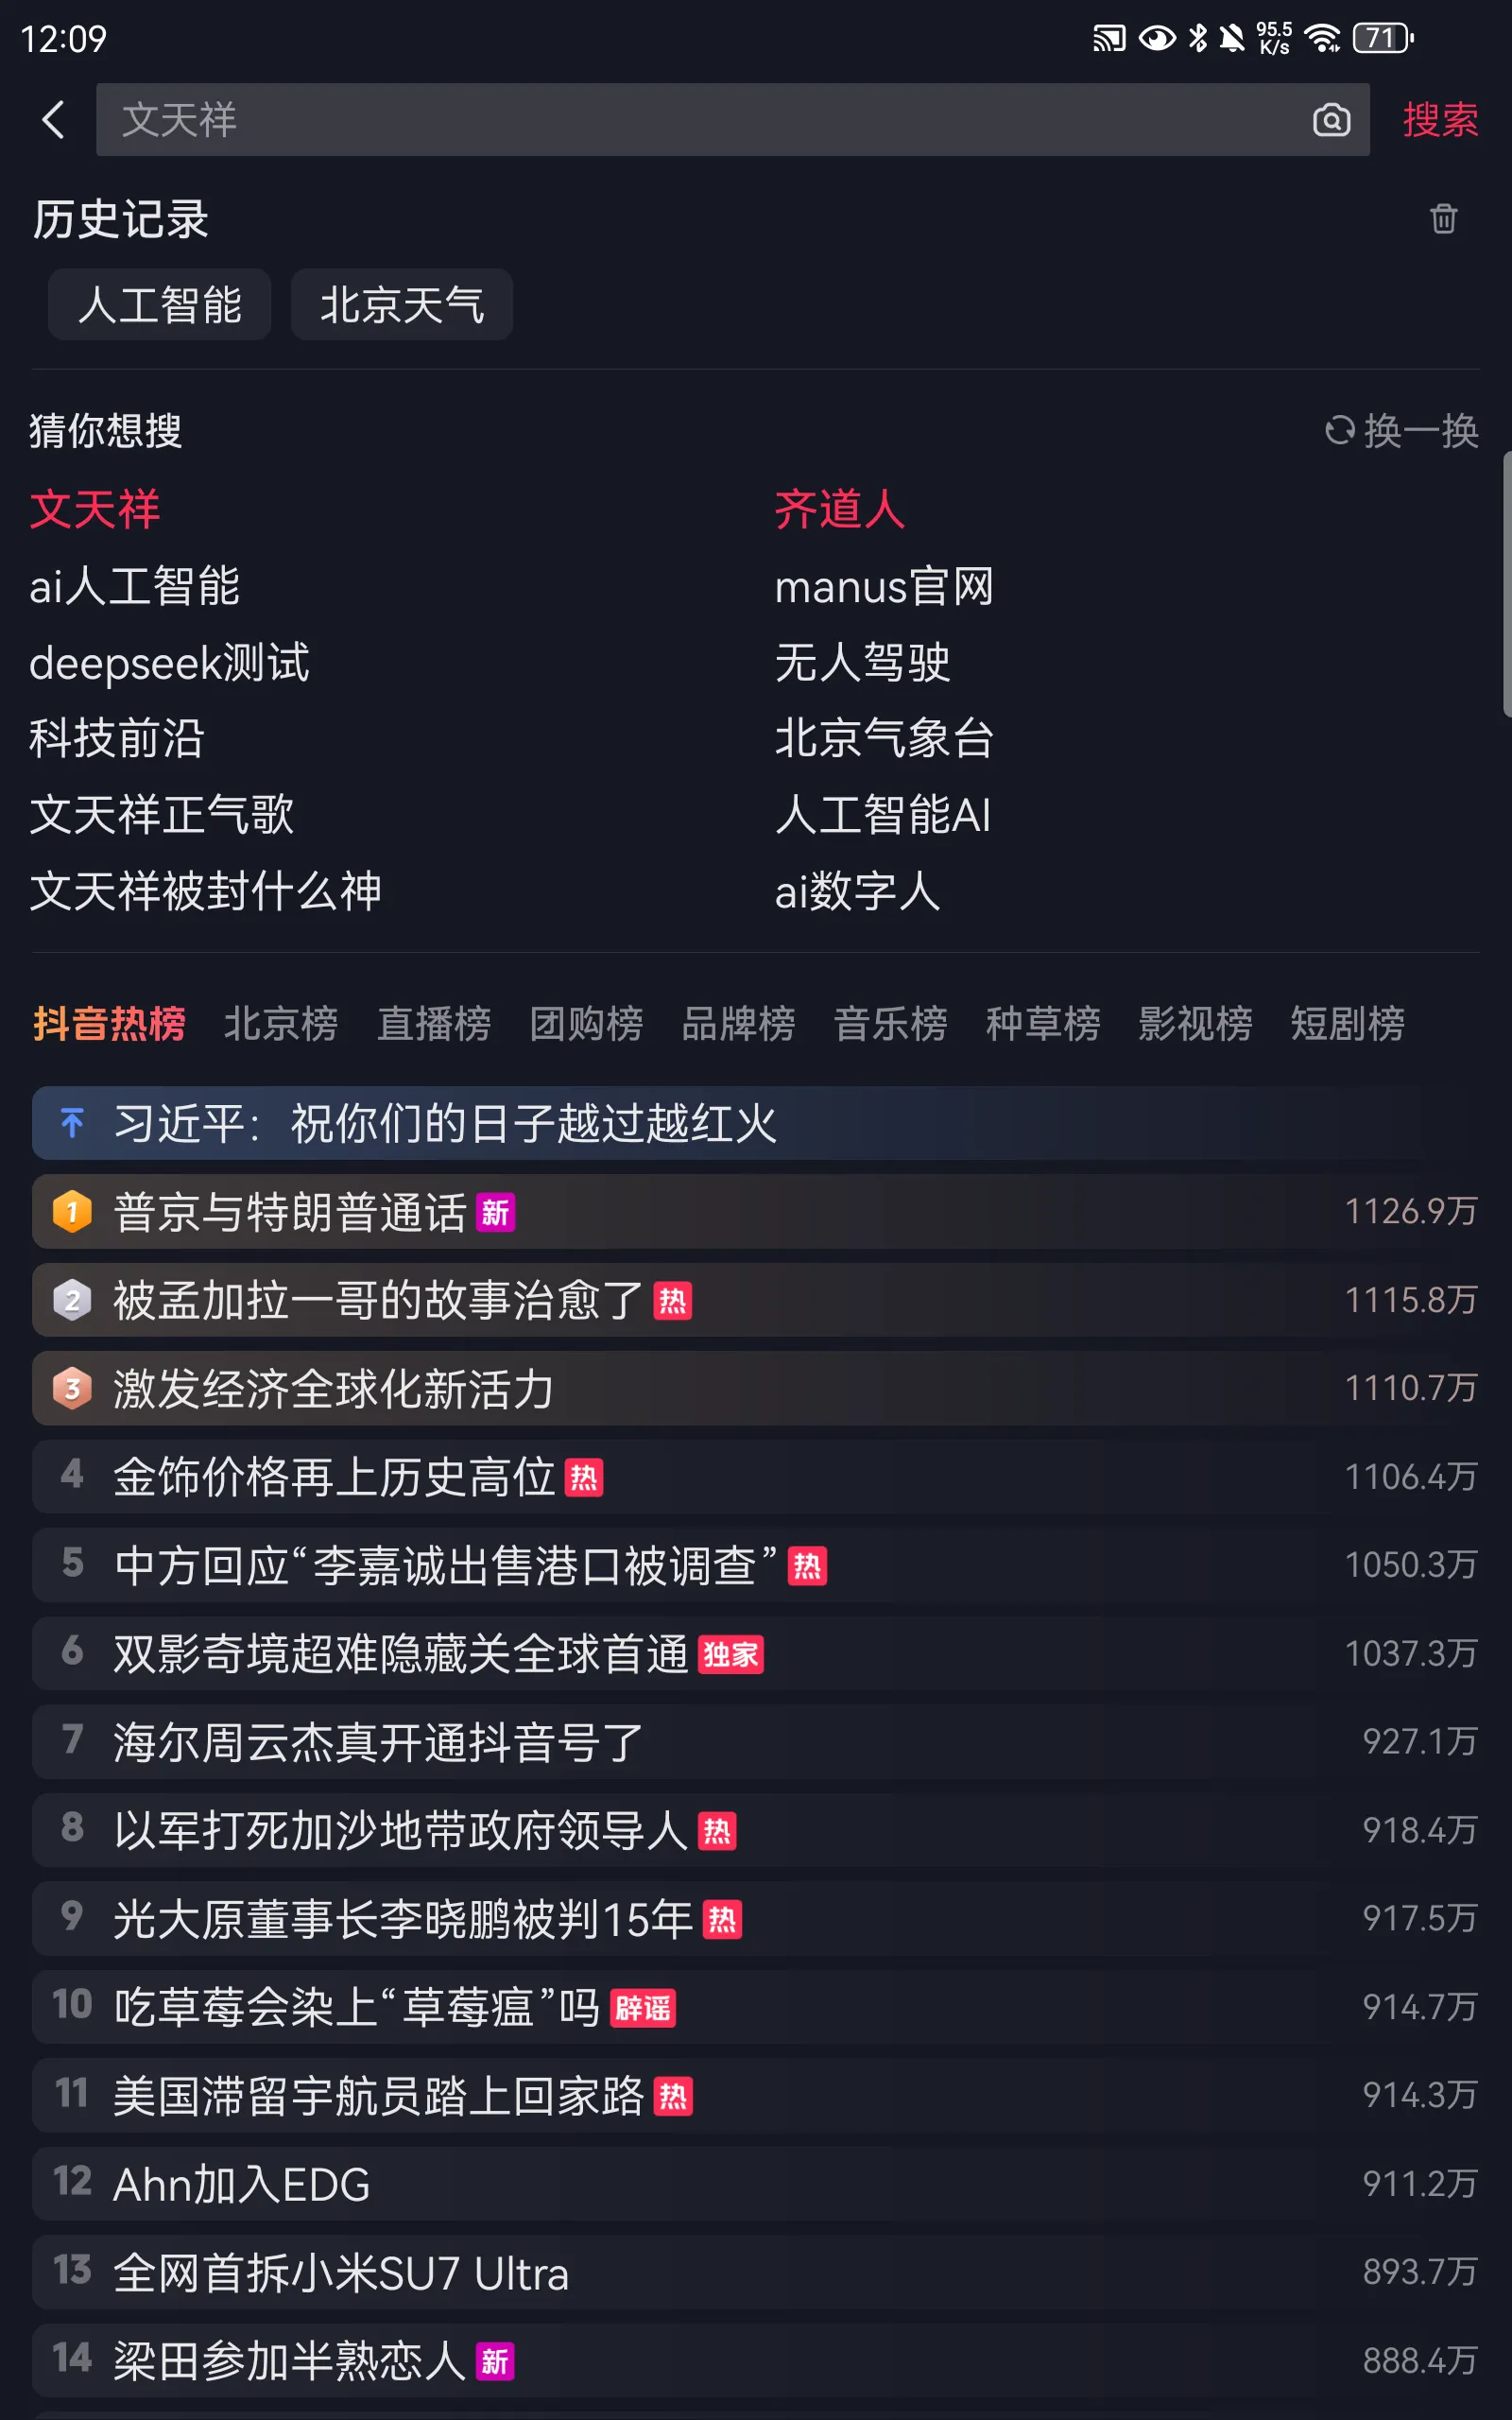 12:09 95.5 K/s 71
文天祥 搜索
历史记录
人工智能 北京天气
猜你想搜 换一换
文天祥 齐道人
ai人工智能 manus官网
deepseek测试 无人驾驶
科技前沿 北京气象台
文天祥正气歌 人工智能AI
文天祥被封什么神 ai数字人
抖音热榜 北京榜 直播榜 团购榜 品牌榜 音乐榜 种草榜 影视榜 短剧榜
习近平：祝你们的日子越过越红火
1 普京与特朗普通话 新 1126.9万
2 被孟加拉一哥的故事治愈了 热 1115.8万
3 激发经济全球化新活力 1110.7万
4 金饰价格再上历史高位 热 1106.4万
5 中方回应“李嘉诚出售港口被调查” 热 1050.3万
6 双影奇境超难隐藏关全球首通 独家 1037.3万
7 海尔周云杰真开通抖音号了 927.1万
8 以军打死加沙地带政府领导人 热 918.4万
9 光大原董事长李晓鹏被判15年 热 917.5万
10 吃草莓会染上“草莓瘟”吗 辟谣 914.7万
11 美国滞留宇航员踏上回家路 热 914.3万
12 Ahn加入EDG 911.2万
13 全网首拆小米SU7 Ultra 893.7万
14 梁田参加半熟恋人 新 888.4万